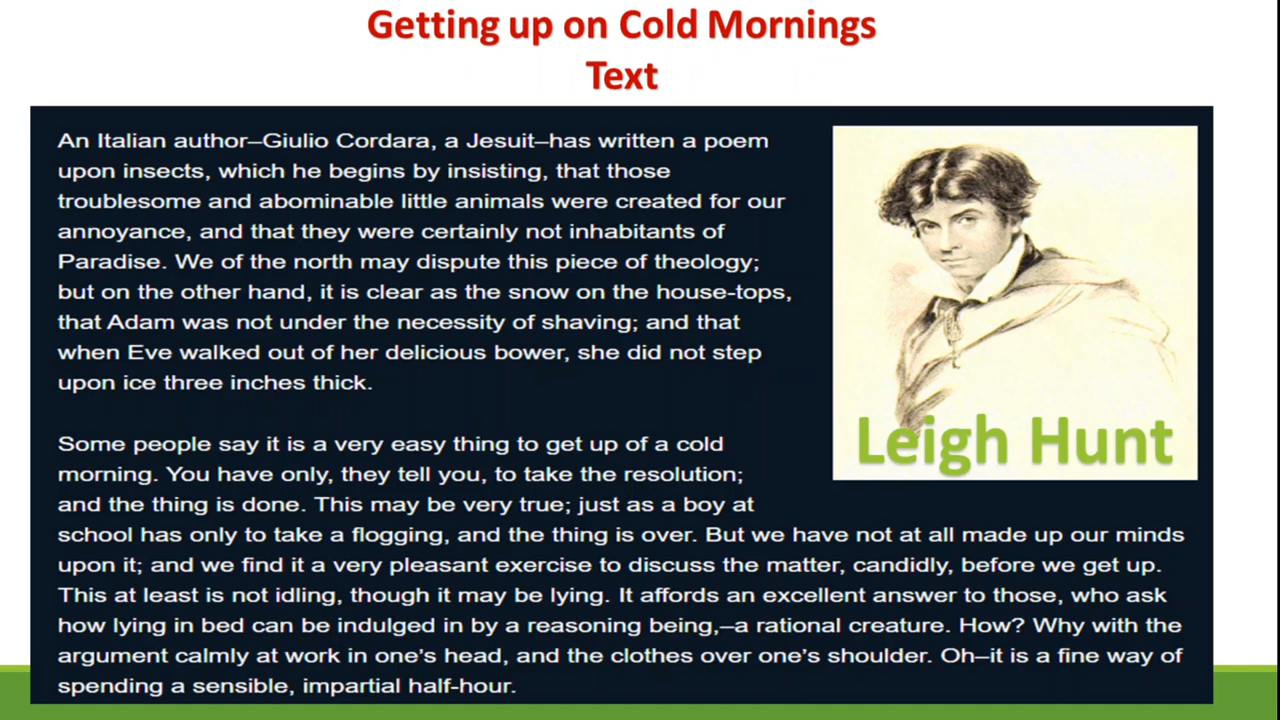 Getting up on Cold Mornings
Text
An Italian author–Giulio Cordara, a Jesuit–has written a poem
upon insects, which he begins by insisting, that those
troublesome and abominable little animals were created for our
annoyance, and that they were certainly not inhabitants of
Paradise. We of the north may dispute this piece of theology;
but on the other hand, it is clear as the snow on the house-tops,
that Adam was not under the necessity of shaving; and that
when Eve walked out of her delicious bower, she did not step
upon ice three inches thick.
Some people say it is a very easy thing to get up of a cold
morning. You have only, they tell you, to take the resolution;
and the thing is done. This may be very true; just as a boy at
school has only to take a flogging, and the thing is over. But we have not at all made up our minds
upon it; and we find it a very pleasant exercise to discuss the matter, candidly, before we get up.
This at least is not idling, though it may be lying. It affords an excellent answer to those, who ask
how lying in bed can be indulged in by a reasoning being,–a rational creature. How? Why with the
argument calmly at work in one's head, and the clothes over one's shoulder. Oh–it is a fine way of
spending a sensible, impartial half-hour.
Leigh Hunt